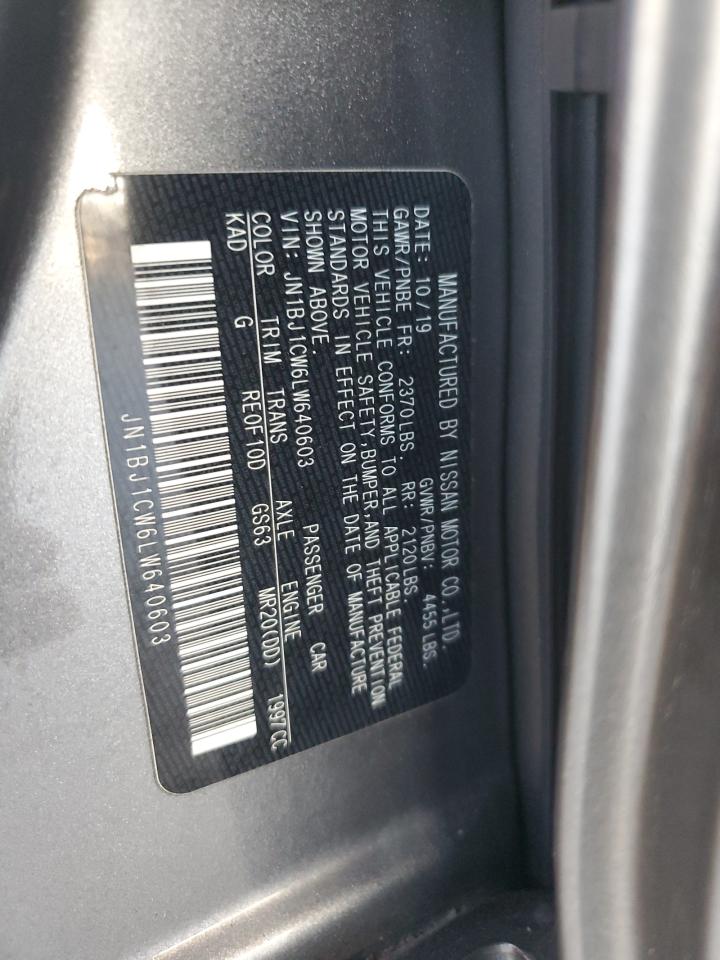 MANUFACTURED BY NISSAN MOTOR CO.,LTD.
DATE: 10/19 GVWR/PNBV: 4455 LBS.
GAWR/PNBE FR: 2370LBS. RR: 2120LBS.
THIS VEHICLE CONFORMS TO ALL APPLICABLE FEDERAL
MOTOR VEHICLE SAFETY,BUMPER,AND THEFT PREVENTION
STANDARDS IN EFFECT ON THE DATE OF MANUFACTURE
SHOWN ABOVE.
VIN: JN1BJ1CW6LW640603 PASSENGER CAR
COLOR TRIM TRANS AXLE ENGINE
KAD G RE0F10D GS63 MR20(DD) 1997CC
JN1BJ1CW6LW640603